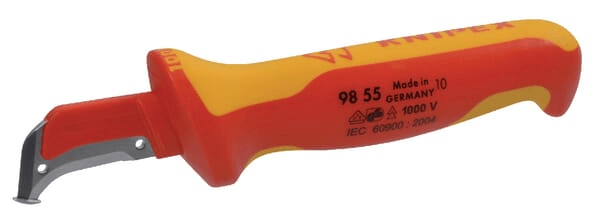 KNIPEX
98 55 Made in GERMANY 10
1000 V
IEC 60900 : 2004